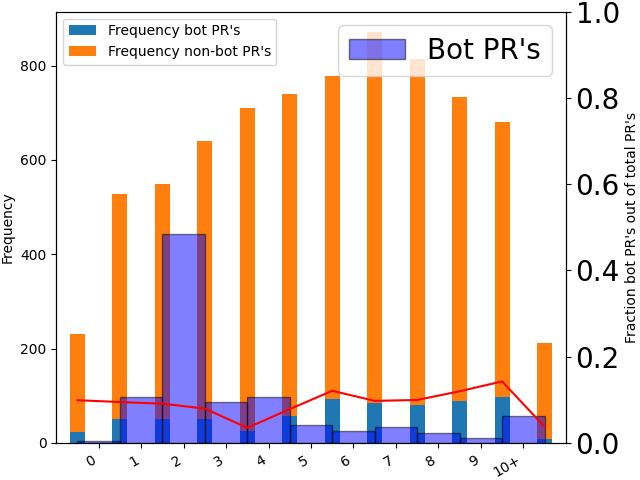 Frequency bot PR's
Frequency non-bot PR's
Bot PR's
Frequency
800
600
400
200
0
1.0
0.8
0.6
0.4
0.2
0.0
Fraction bot PR's out of total PR's
0 1 2 3 4 5 6 7 8 9 10+